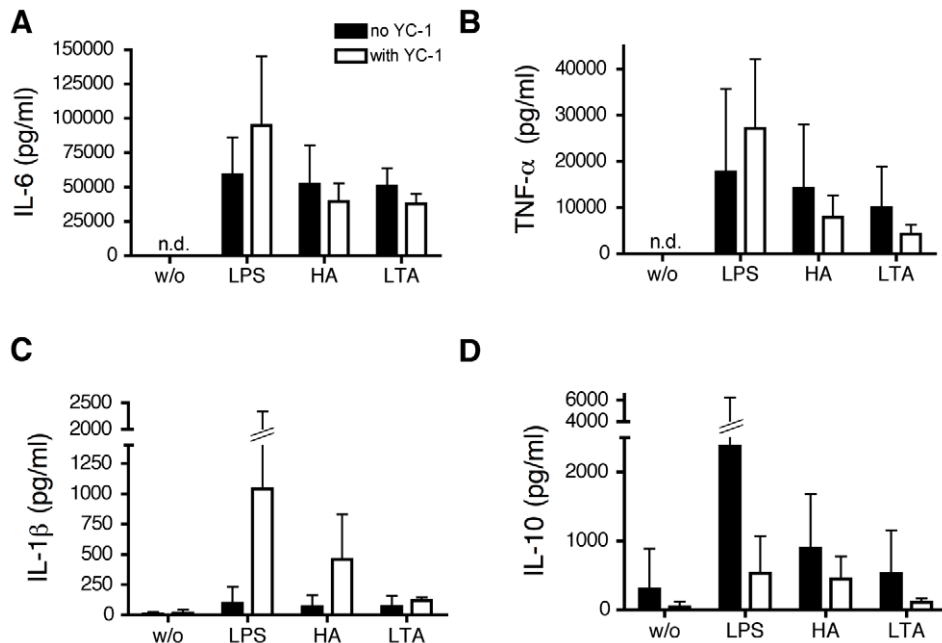 A
no YC-1
with YC-1
IL-6 (pg/ml)
150000
125000
100000
75000
50000
25000
0
n.d.
w/o LPS HA LTA
B
TNF-α (pg/ml)
40000
30000
20000
10000
0
n.d.
w/o LPS HA LTA
C
IL-1β (pg/ml)
2500
2000
1250
1000
750
500
250
0
w/o LPS HA LTA
D
IL-10 (pg/ml)
6000
4000
2000
1000
0
w/o LPS HA LTA